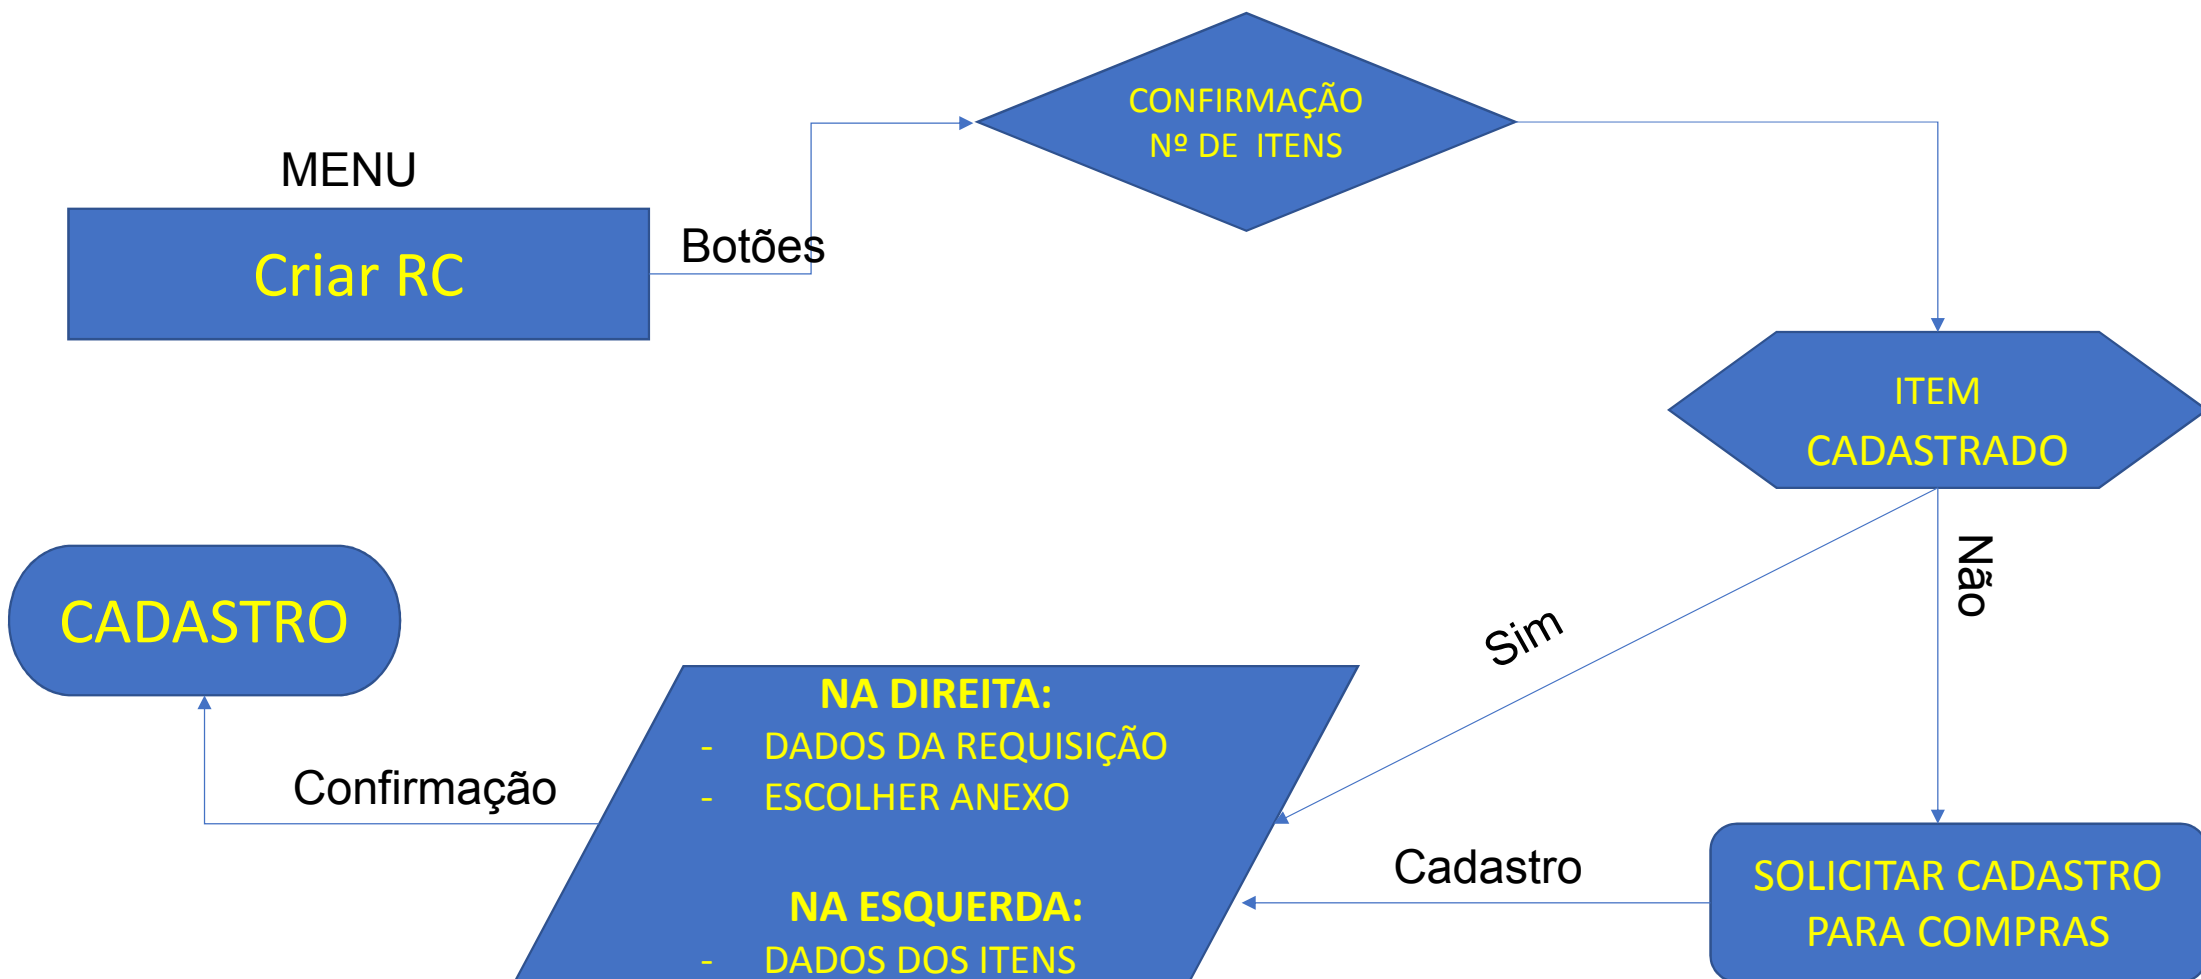 CONFIRMAÇÃO
Nº DE ITENS
MENU
Criar RC
Botões
ITEM
CADASTRADO
Sim
Não
CADASTRO
Confirmação
NA DIREITA:
- DADOS DA REQUISIÇÃO
- ESCOLHER ANEXO
NA ESQUERDA:
- DADOS DOS ITENS
Cadastro
SOLICITAR CADASTRO
PARA COMPRAS